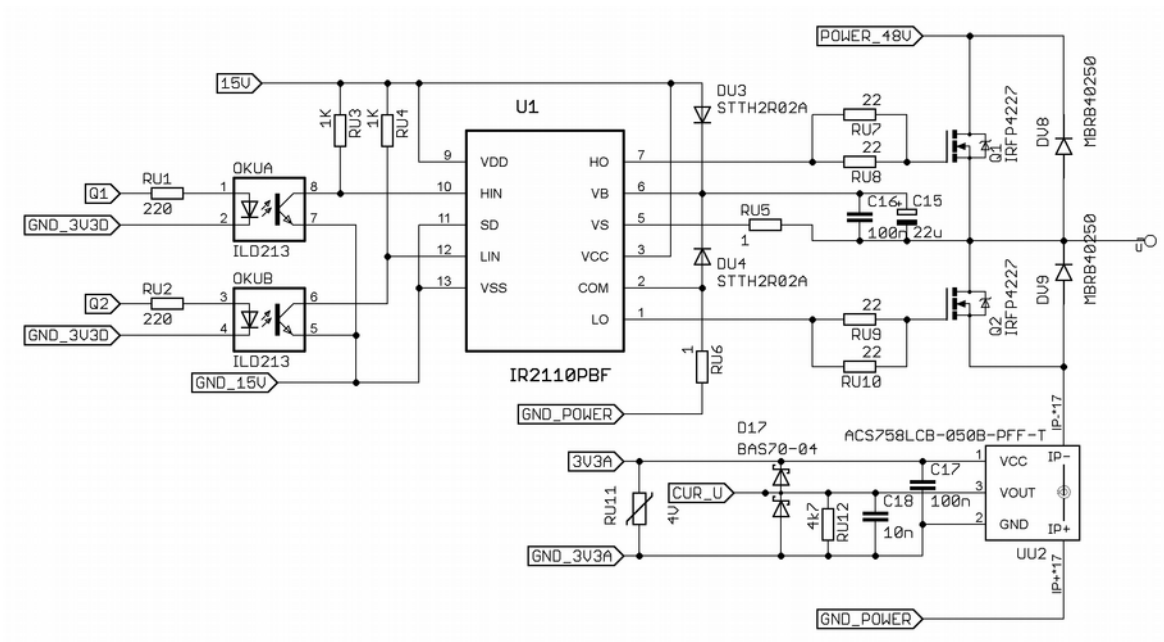 POWER_48V
15V
U1
DU3
STTH2R02A
1K
RU3
1K
RU4
22
RU7
22
RU8
Q1
IRFP4227
DV8
MBRB40250
OKUA
Q1
RU1
220
GND_3V3D
1
2
8
7
ILD213
9 VDD
10 HIN
11 SD
12 LIN
13 VSS
HO 7
VB 6
VS 5
VCC 3
COM 2
LO 1
IR2110PBF
RU5
1
C16
100n
+
C15
22u
U
DU4
STTH2R02A
OKUB
Q2
RU2
220
GND_3V3D
3
4
6
5
ILD213
GND_15V
22
RU9
22
RU10
Q2
IRFP4227
DV9
MBRB40250
1
RU6
GND_POWER
D17
BAS70-04
ACS758LCB-050B-PFF-T
IP-*17
3V3A
CUR_U
RU11
4V
4k7
RU12
C18
10n
C17
100n
1 VCC IP-
3 VOUT
2 GND IP+
UU2
GND_3V3A
IP+*17
GND_POWER